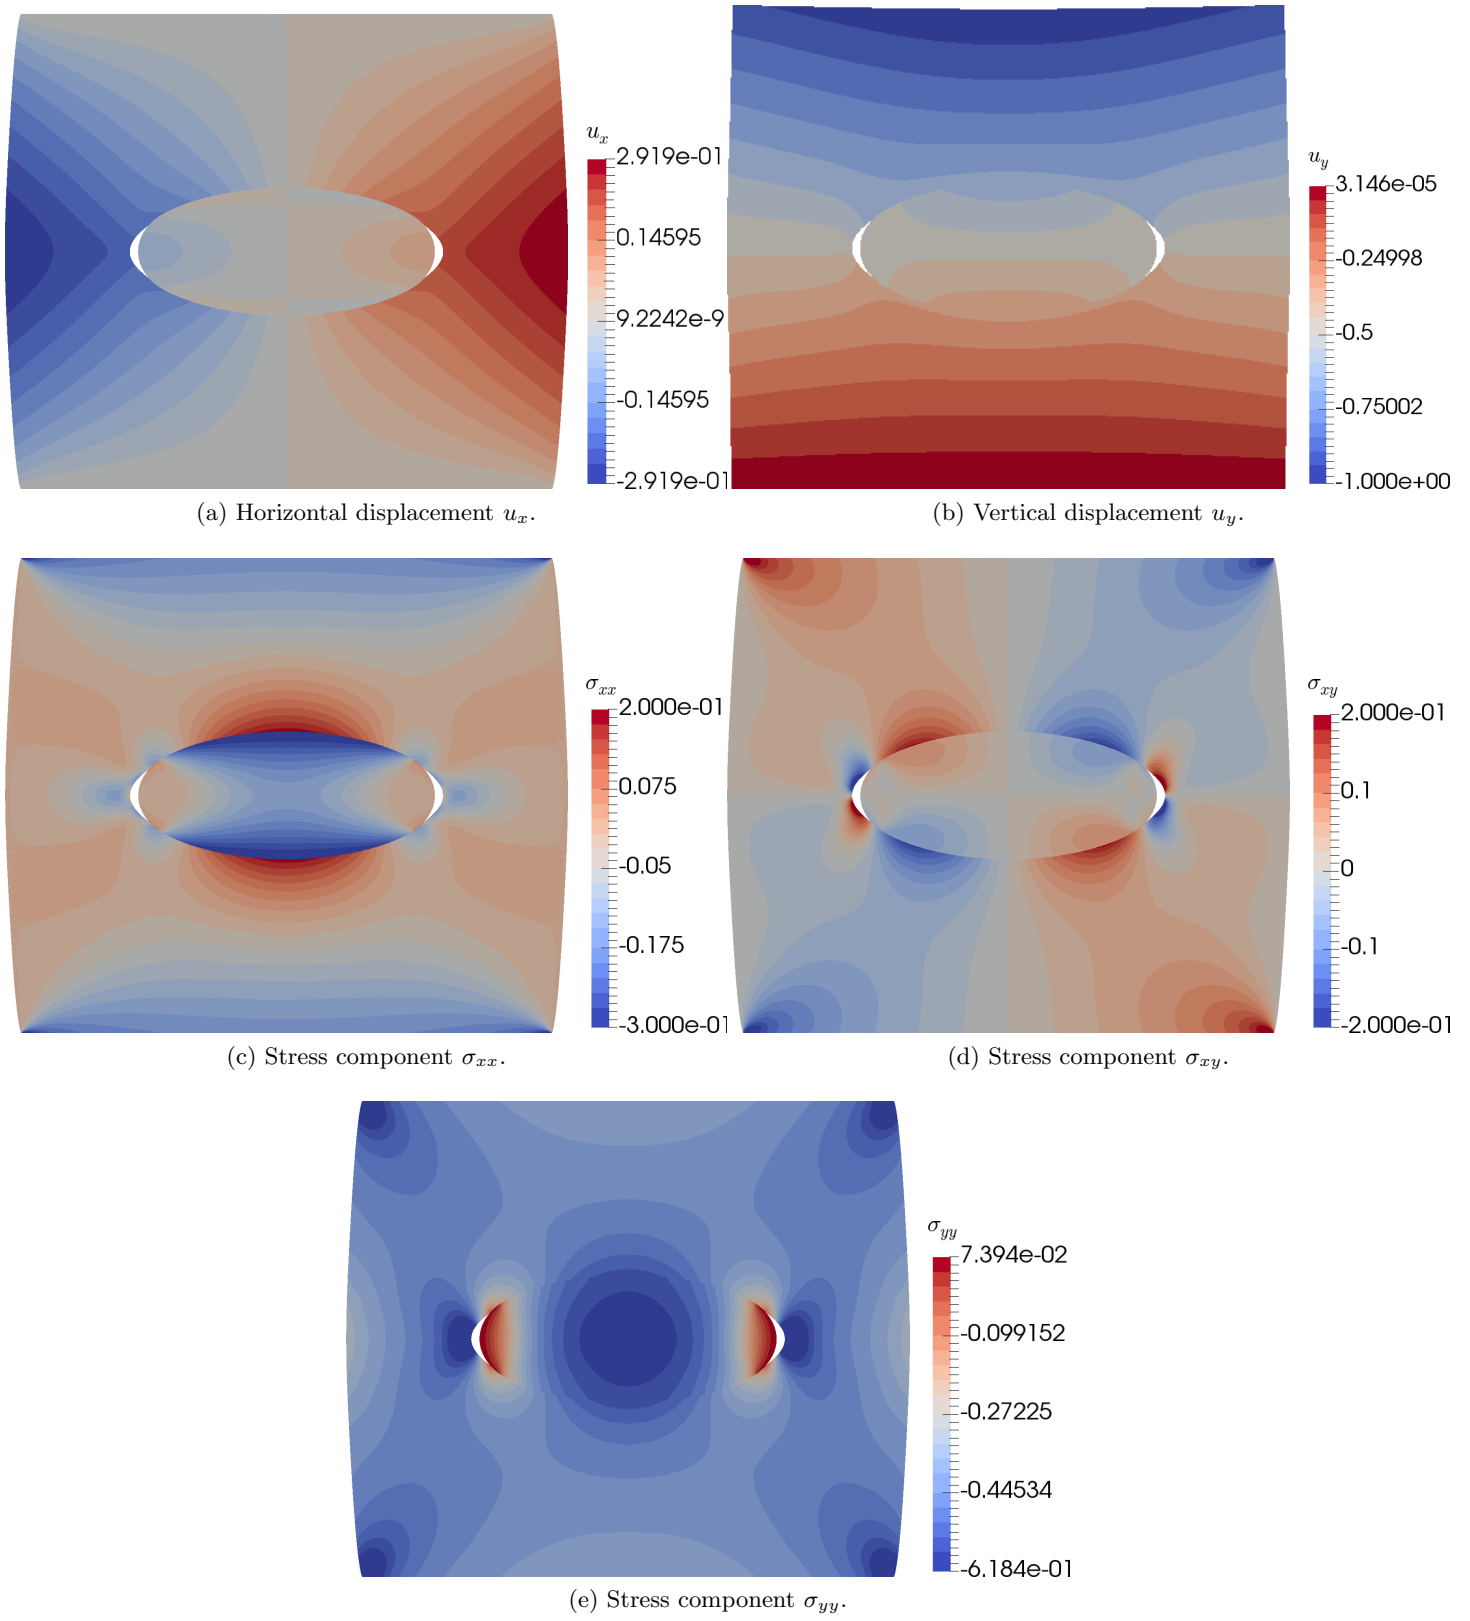 u_x
2.919e-01
0.14595
9.2242e-9
-0.14595
-2.919e-01
(a) Horizontal displacement u_x.
u_y
3.146e-05
-0.24998
-0.5
-0.75002
-1.000e+00
(b) Vertical displacement u_y.
σ_xx
2.000e-01
0.075
-0.05
-0.175
-3.000e-01
(c) Stress component σ_xx.
σ_xy
2.000e-01
0.1
0
-0.1
-2.000e-01
(d) Stress component σ_xy.
σ_yy
7.394e-02
-0.099152
-0.27225
-0.44534
-6.184e-01
(e) Stress component σ_yy.